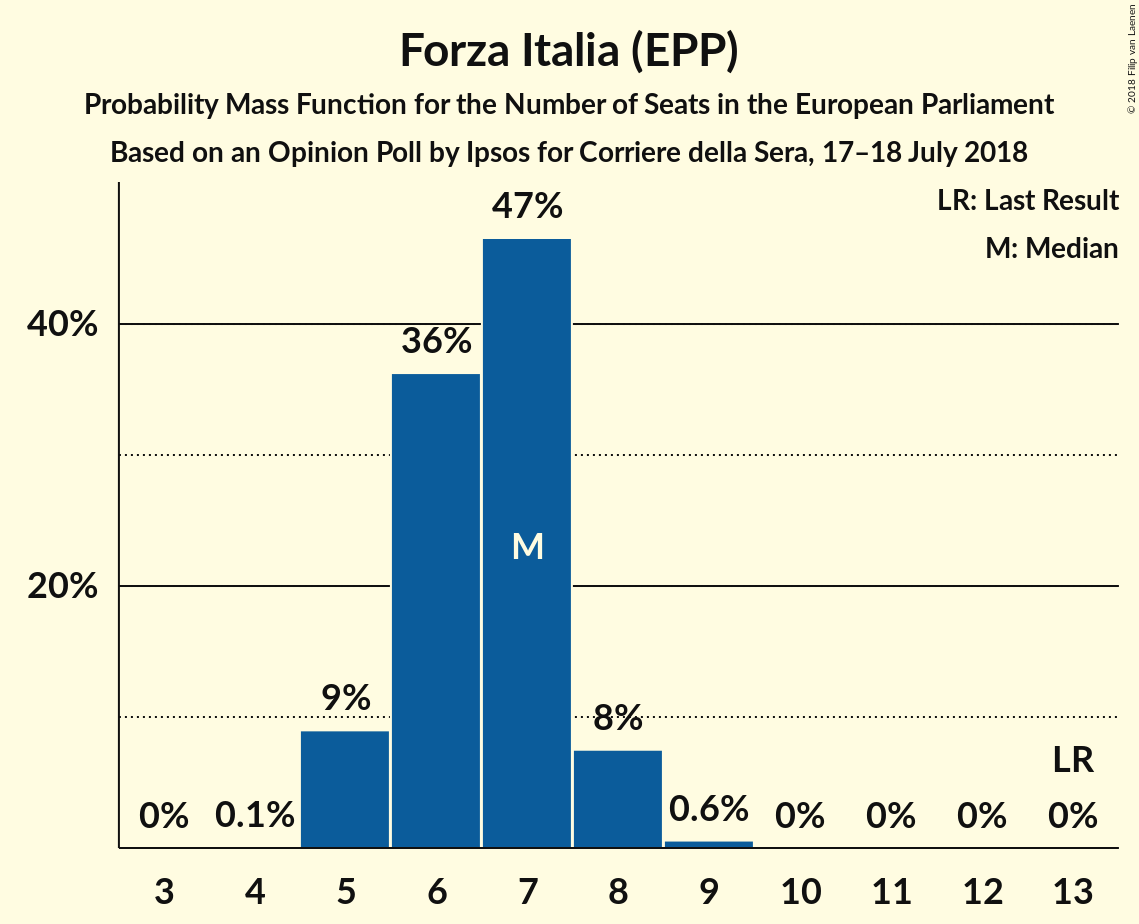 Forza Italia (EPP)
Probability Mass Function for the Number of Seats in the European Parliament
Based on an Opinion Poll by Ipsos for Corriere della Sera, 17–18 July 2018
© 2018 Filip van Laenen
LR: Last Result
M: Median
40%
20%
0% 0.1% 9% 36% 47% 8% 0.6% 0% 0% 0% 0%
M
LR
3 4 5 6 7 8 9 10 11 12 13